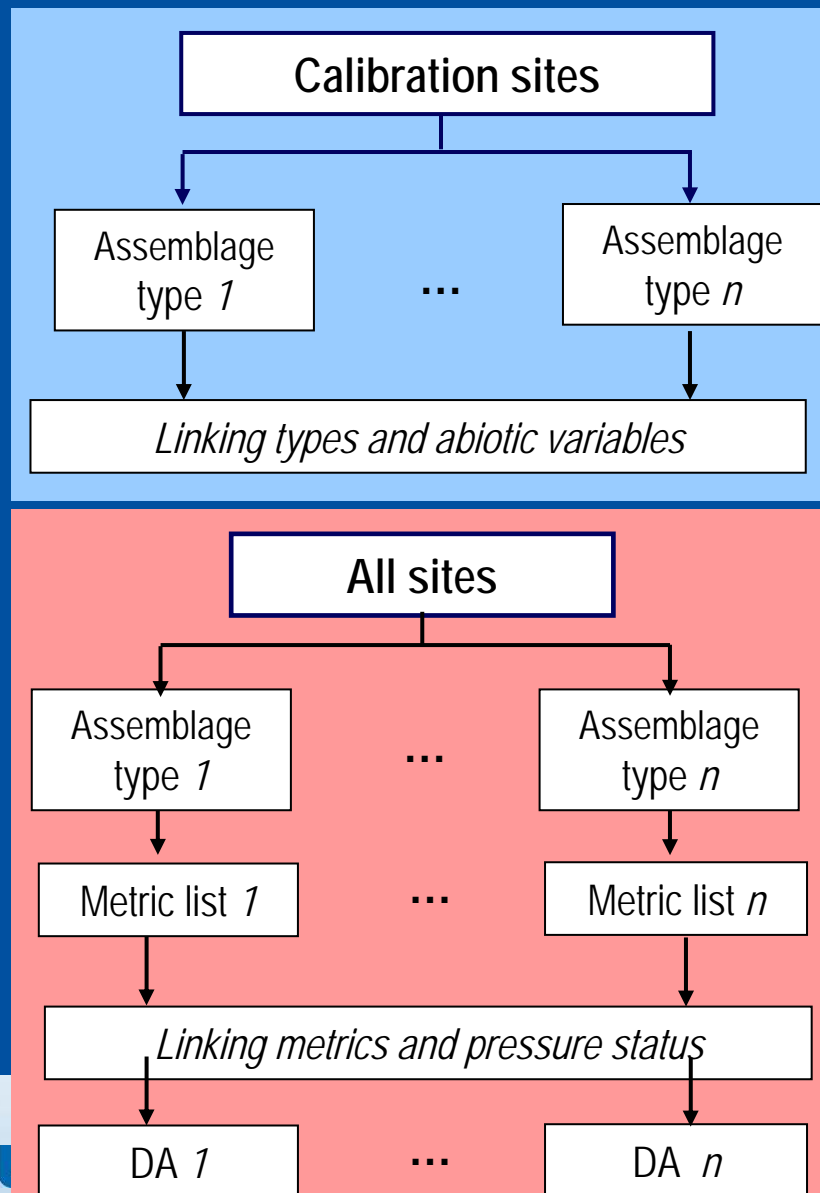 Calibration sites
Assemblage
type 1
...
Assemblage
type n
Linking types and abiotic variables
All sites
Assemblage
type 1
...
Assemblage
type n
Metric list 1
...
Metric list n
Linking metrics and pressure status
DA 1
...
DA n